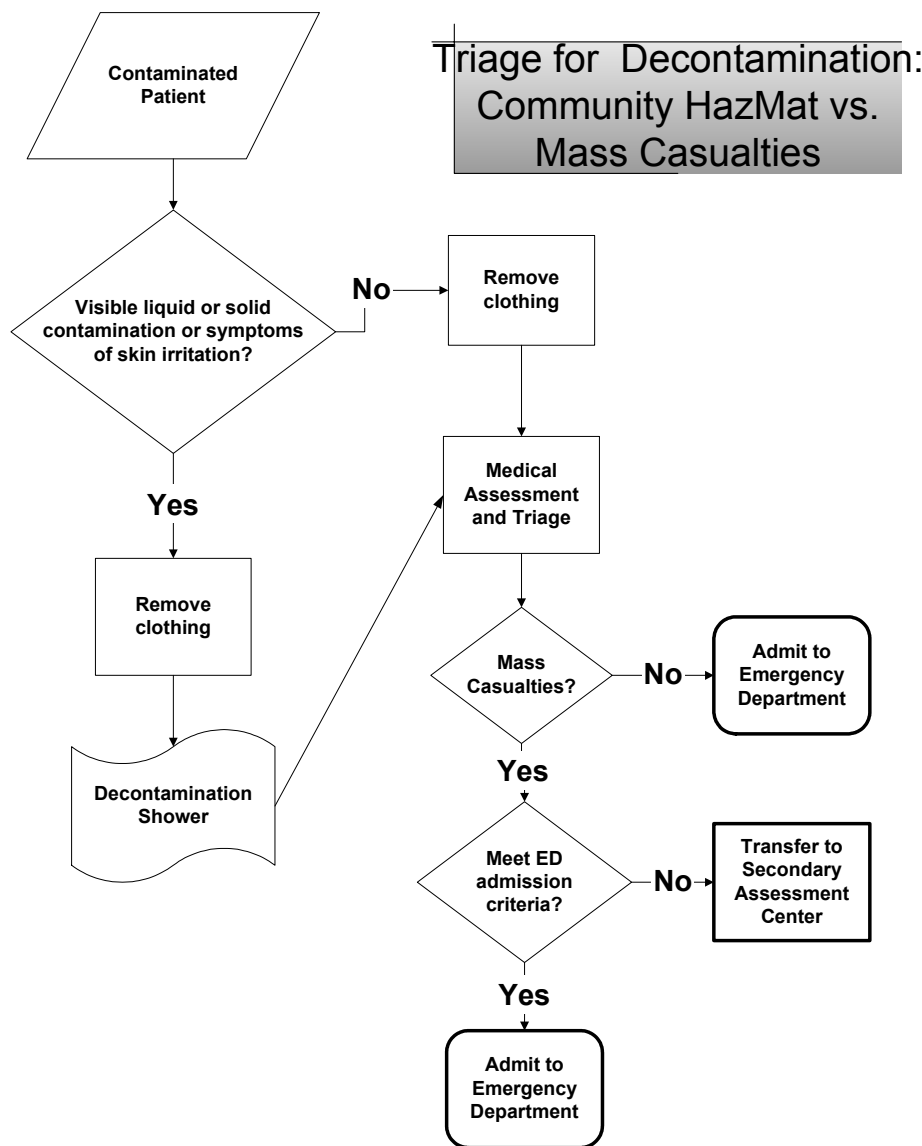 Triage for Decontamination:
Community HazMat vs.
Mass Casualties
Contaminated
Patient
Visible liquid or solid
contamination or symptoms
of skin irritation?
No
Remove
clothing
Yes
Remove
clothing
Decontamination
Shower
Medical
Assessment
and Triage
Mass
Casualties?
No
Admit to
Emergency
Department
Yes
Meet ED
admission
criteria?
No
Transfer to
Secondary
Assessment
Center
Yes
Admit to
Emergency
Department